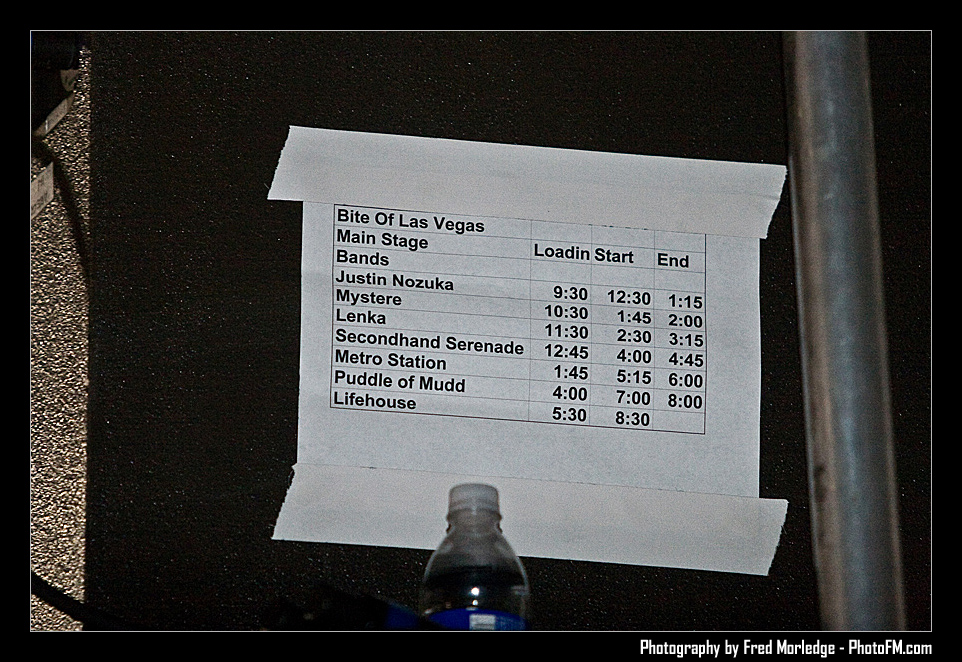 Bite Of Las Vegas
Main Stage
Bands Loadin Start End
Justin Nozuka 9:30 12:30 1:15
Mystere 10:30 1:45 2:00
Lenka 11:30 2:30 3:15
Secondhand Serenade 12:45 4:00 4:45
Metro Station 1:45 5:15 6:00
Puddle of Mudd 4:00 7:00 8:00
Lifehouse 5:30 8:30
Photography by Fred Morledge - PhotoFM.com